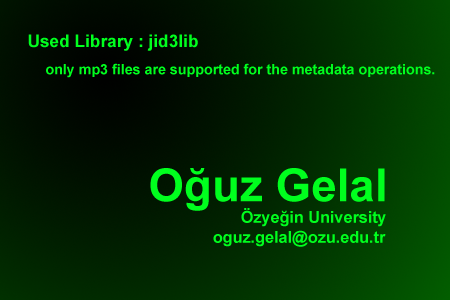 Used Library : jid3lib
only mp3 files are supported for the metadata operations.
Oğuz Gelal
Özyeğin University
oguz.gelal@ozu.edu.tr